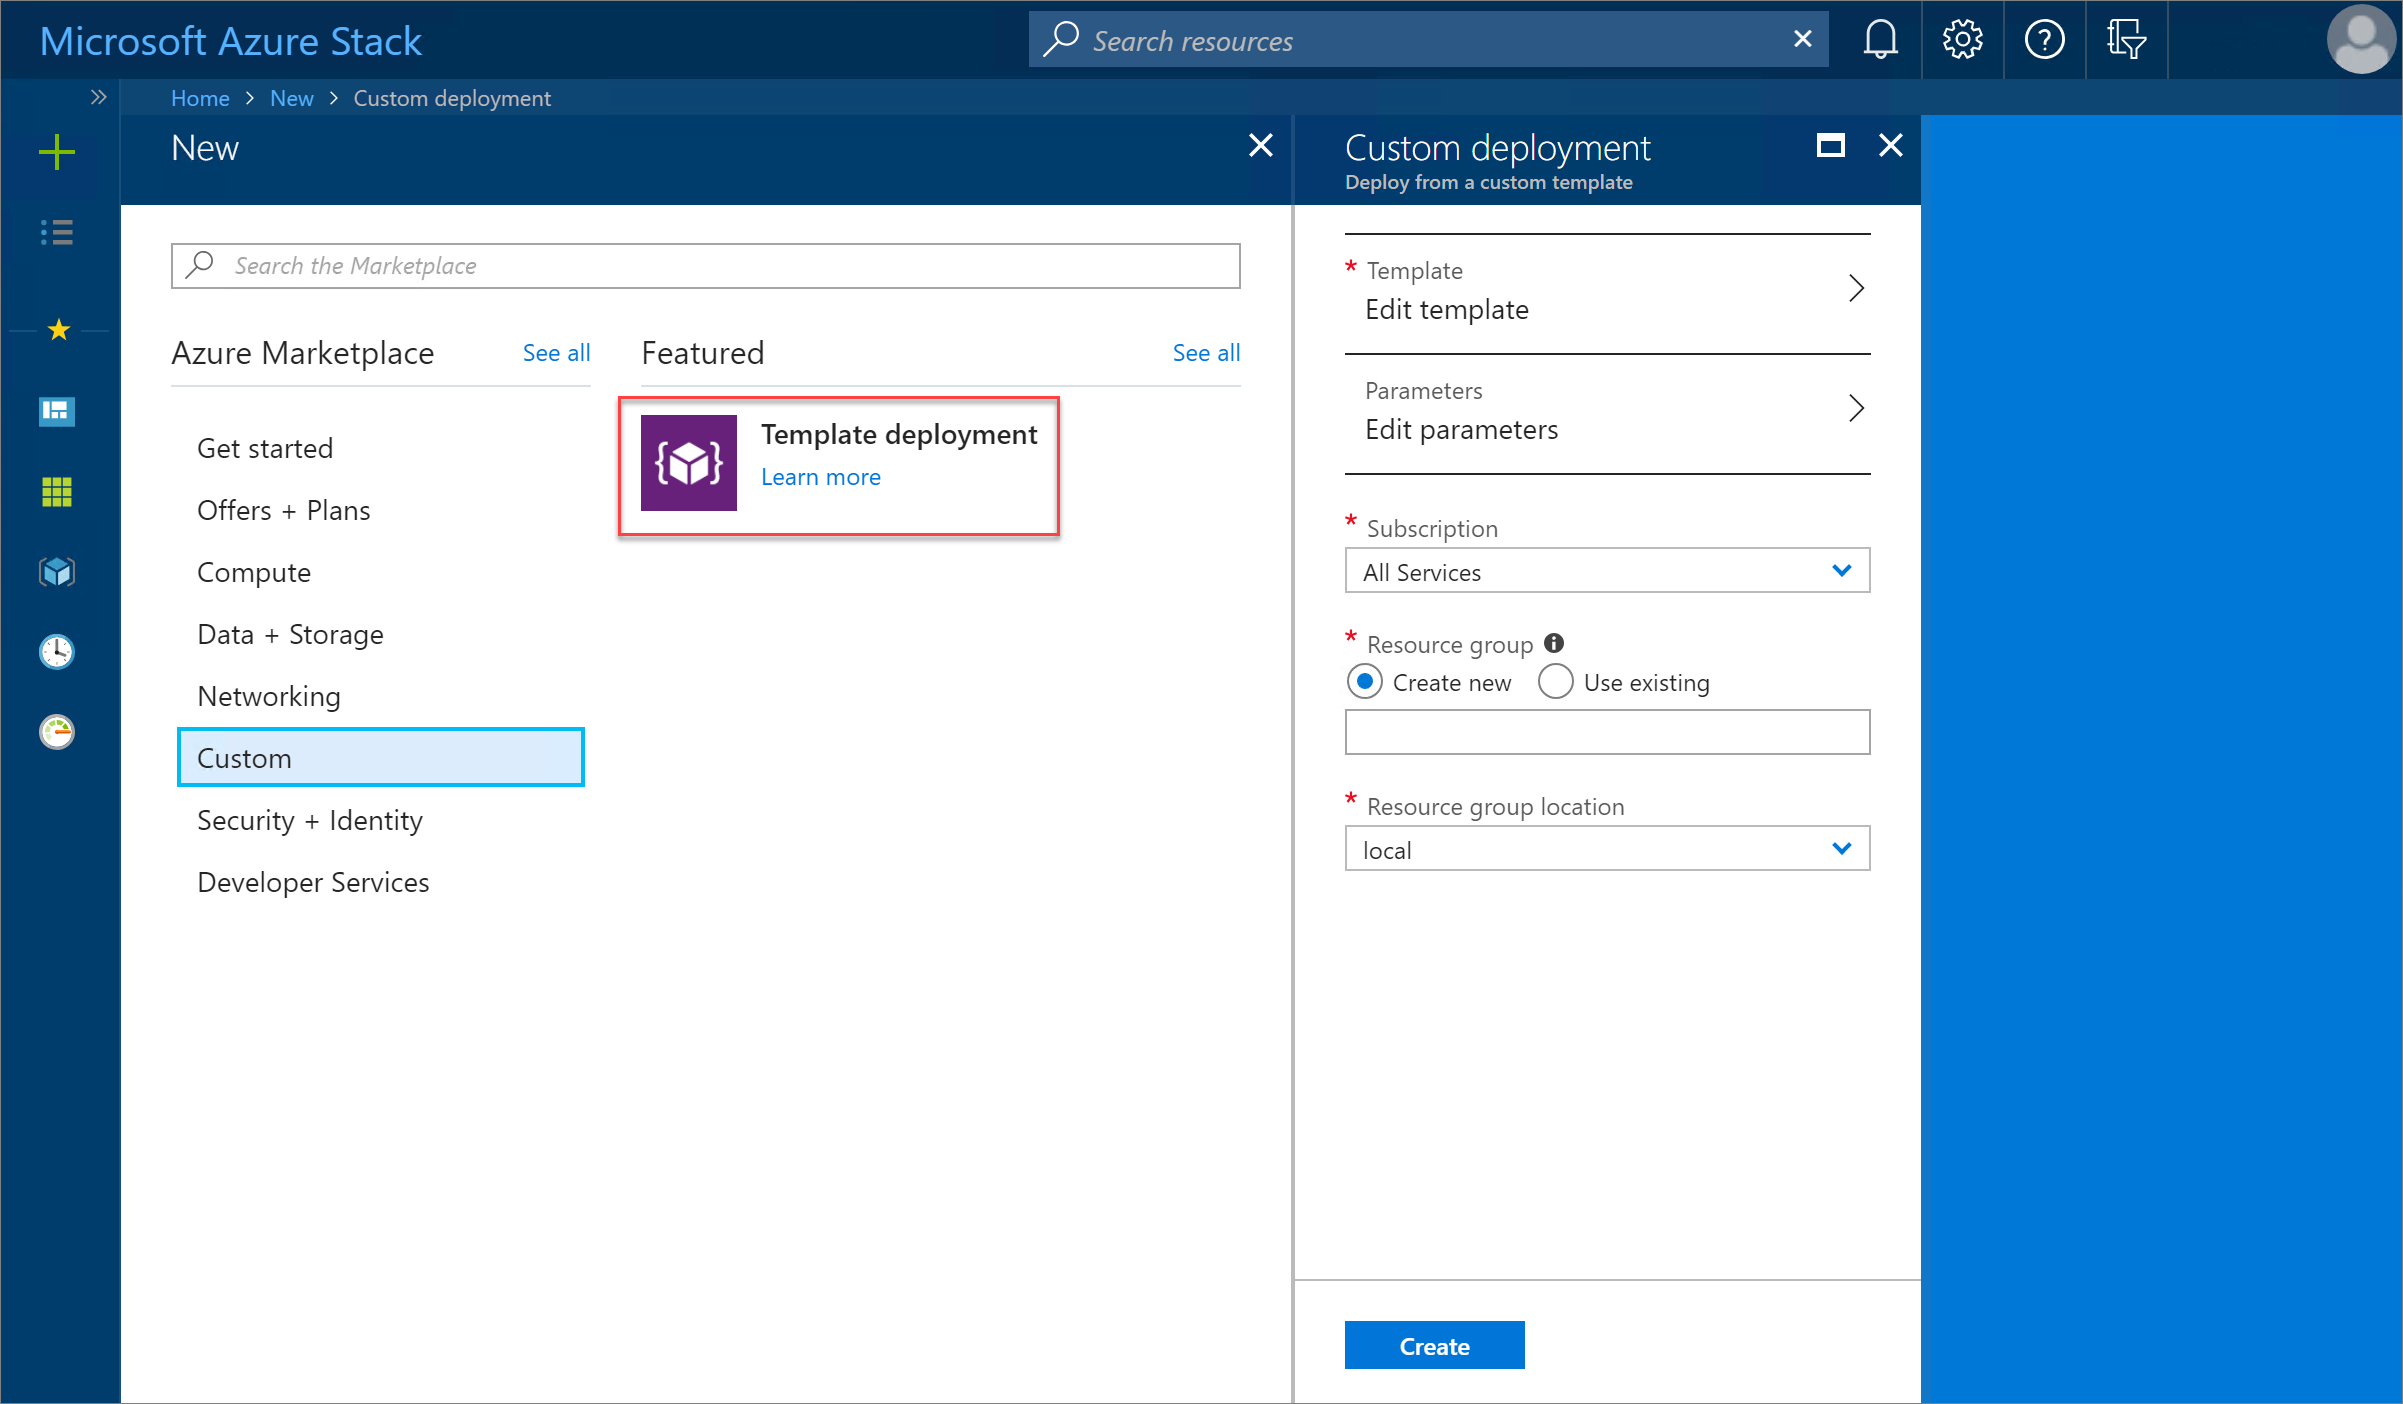 Microsoft Azure Stack
Search resources
Home > New > Custom deployment
New
Search the Marketplace
Azure Marketplace
See all
Get started
Offers + Plans
Compute
Data + Storage
Networking
Custom
Security + Identity
Developer Services
Featured
See all
Template deployment
Learn more
Custom deployment
Deploy from a custom template
* Template
Edit template
Parameters
Edit parameters
* Subscription
All Services
* Resource group
Create new Use existing
* Resource group location
local
Create